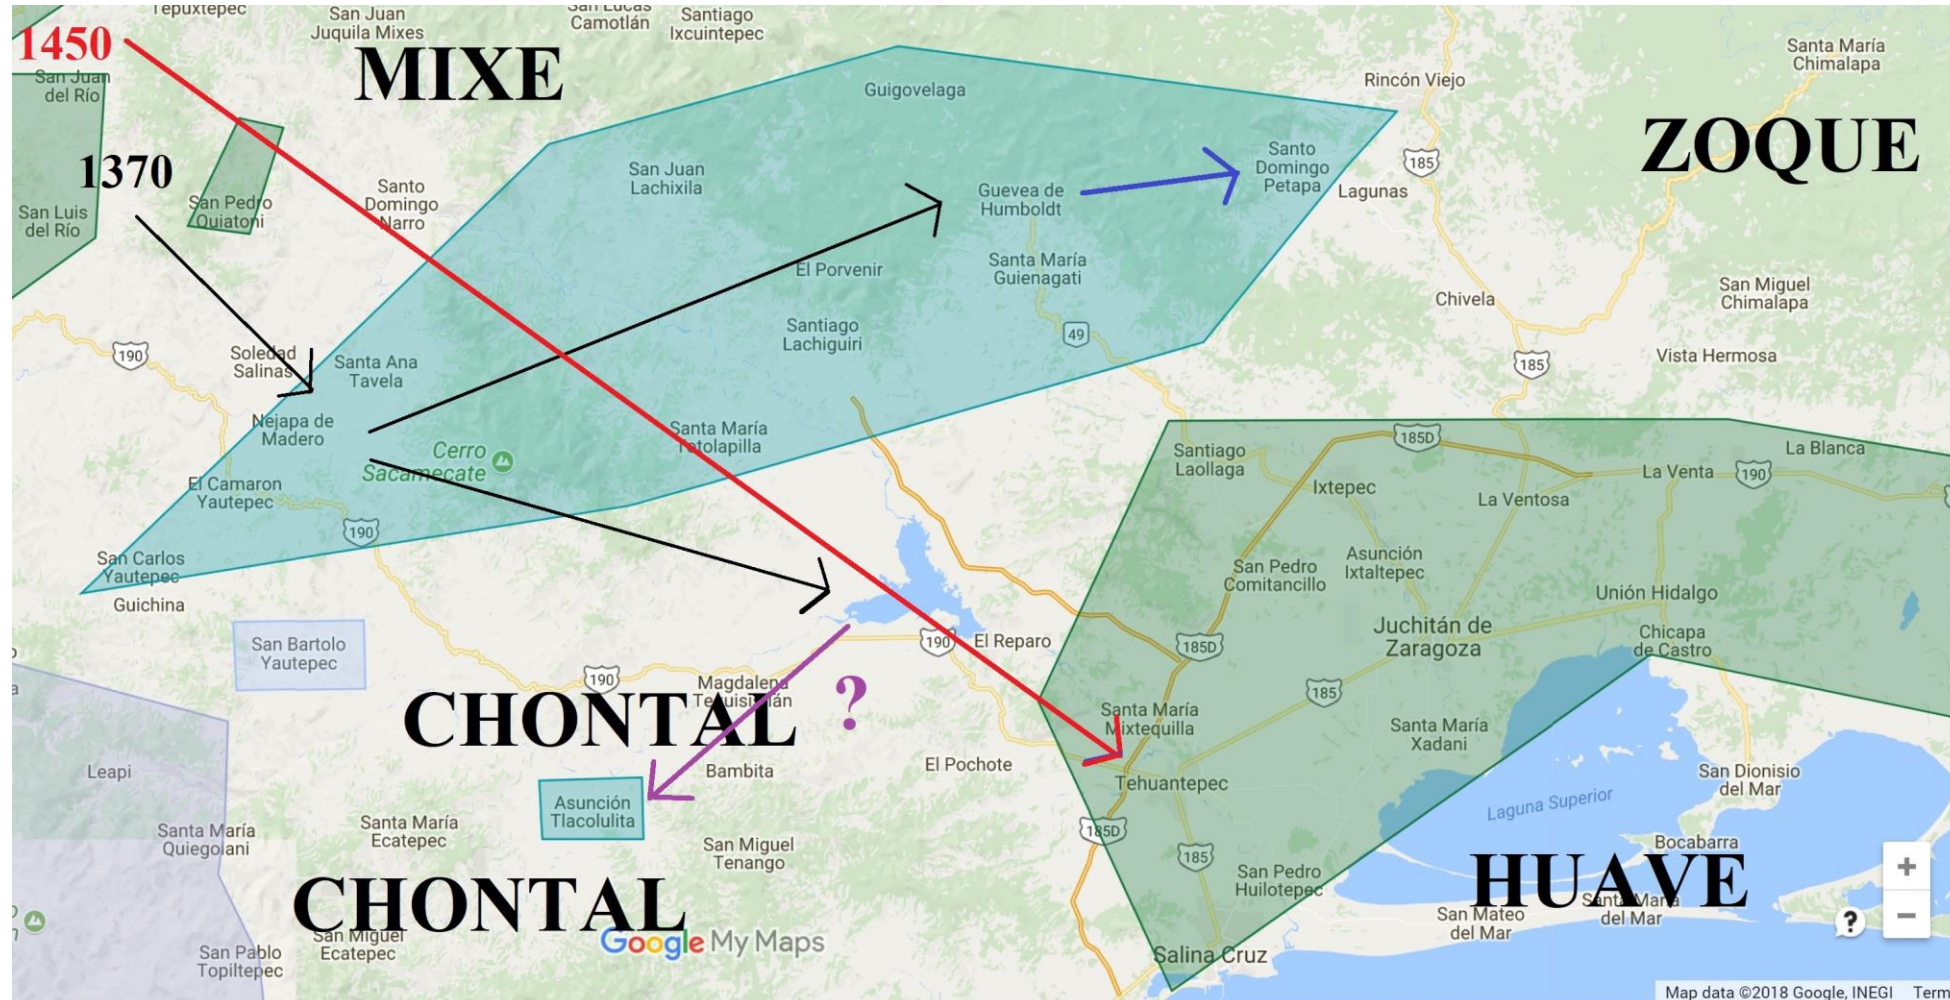 Tepuxtepec
San Juan
Juquila Mixes
San Lucas
Camotlán
Santiago
Ixcuintepec
1450
MIXE
San Juan
del Río
Guigovelaga
Rincón Viejo
Santa María
Chimalapa
ZOQUE
1370
San Luis
del Río
San Pedro
Quiatoni
Santo
Domingo
Narro
San Juan
Lachixila
Guevea de
Humboldt
Santo
Domingo
Petapa
185
Lagunas
El Porvenir
Santa María
Guienagati
Chivela
San Miguel
Chimalapa
190
Soledad
Salinas
Santa Ana
Tavela
Santiago
Lachiguiri
49
185
Vista Hermosa
Nejapa de
Madero
Cerro
Sacamecate
Santa María
Totolapilla
Santiago
Laollaga
185D
La Blanca
El Camaron
Yautepec
Ixtepec
La Ventosa
La Venta
190
190
San Carlos
Yautepec
Guichina
San Pedro
Comitancillo
Asunción
Ixtaltepec
Unión Hidalgo
San Bartolo
Yautepec
190
El Reparo
185D
Juchitán de
Zaragoza
Chicapa
de Castro
190
Magdalena
Tequisistlán
?
CHONTAL
185
Santa María
Mixtequilla
Santa María
Xadani
Leapi
Bambita
El Pochote
Tehuantepec
San Dionisio
del Mar
Laguna Superior
Asunción
Tlacolulita
Santa María
Quiegolani
Santa María
Ecatepec
San Miguel
Tenango
185D
185
Bocabarra
CHONTAL
San Pedro
Huilotepec
HUAVE
San Mateo
del Mar
Santa María
del Mar
+
?
−
San Pablo
Topiltepec
San Miguel
Ecatepec
Google My Maps
Salina Cruz
Map data ©2018 Google, INEGI Term